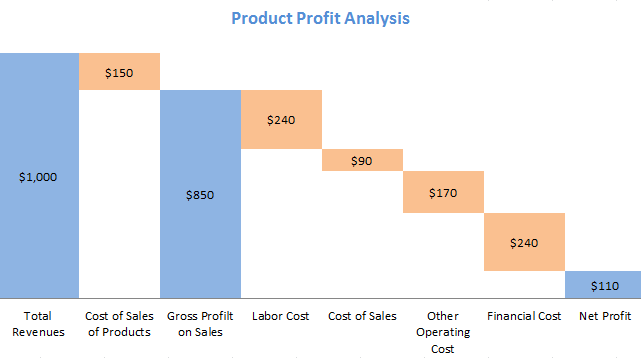 Product Profit Analysis
$150
$240
$90
$1,000
$850
$170
$240
$110
Total
Revenues
Cost of Sales
of Products
Gross Profilt
on Sales
Labor Cost
Cost of Sales
Other
Operating
Cost
Financial Cost
Net Profit